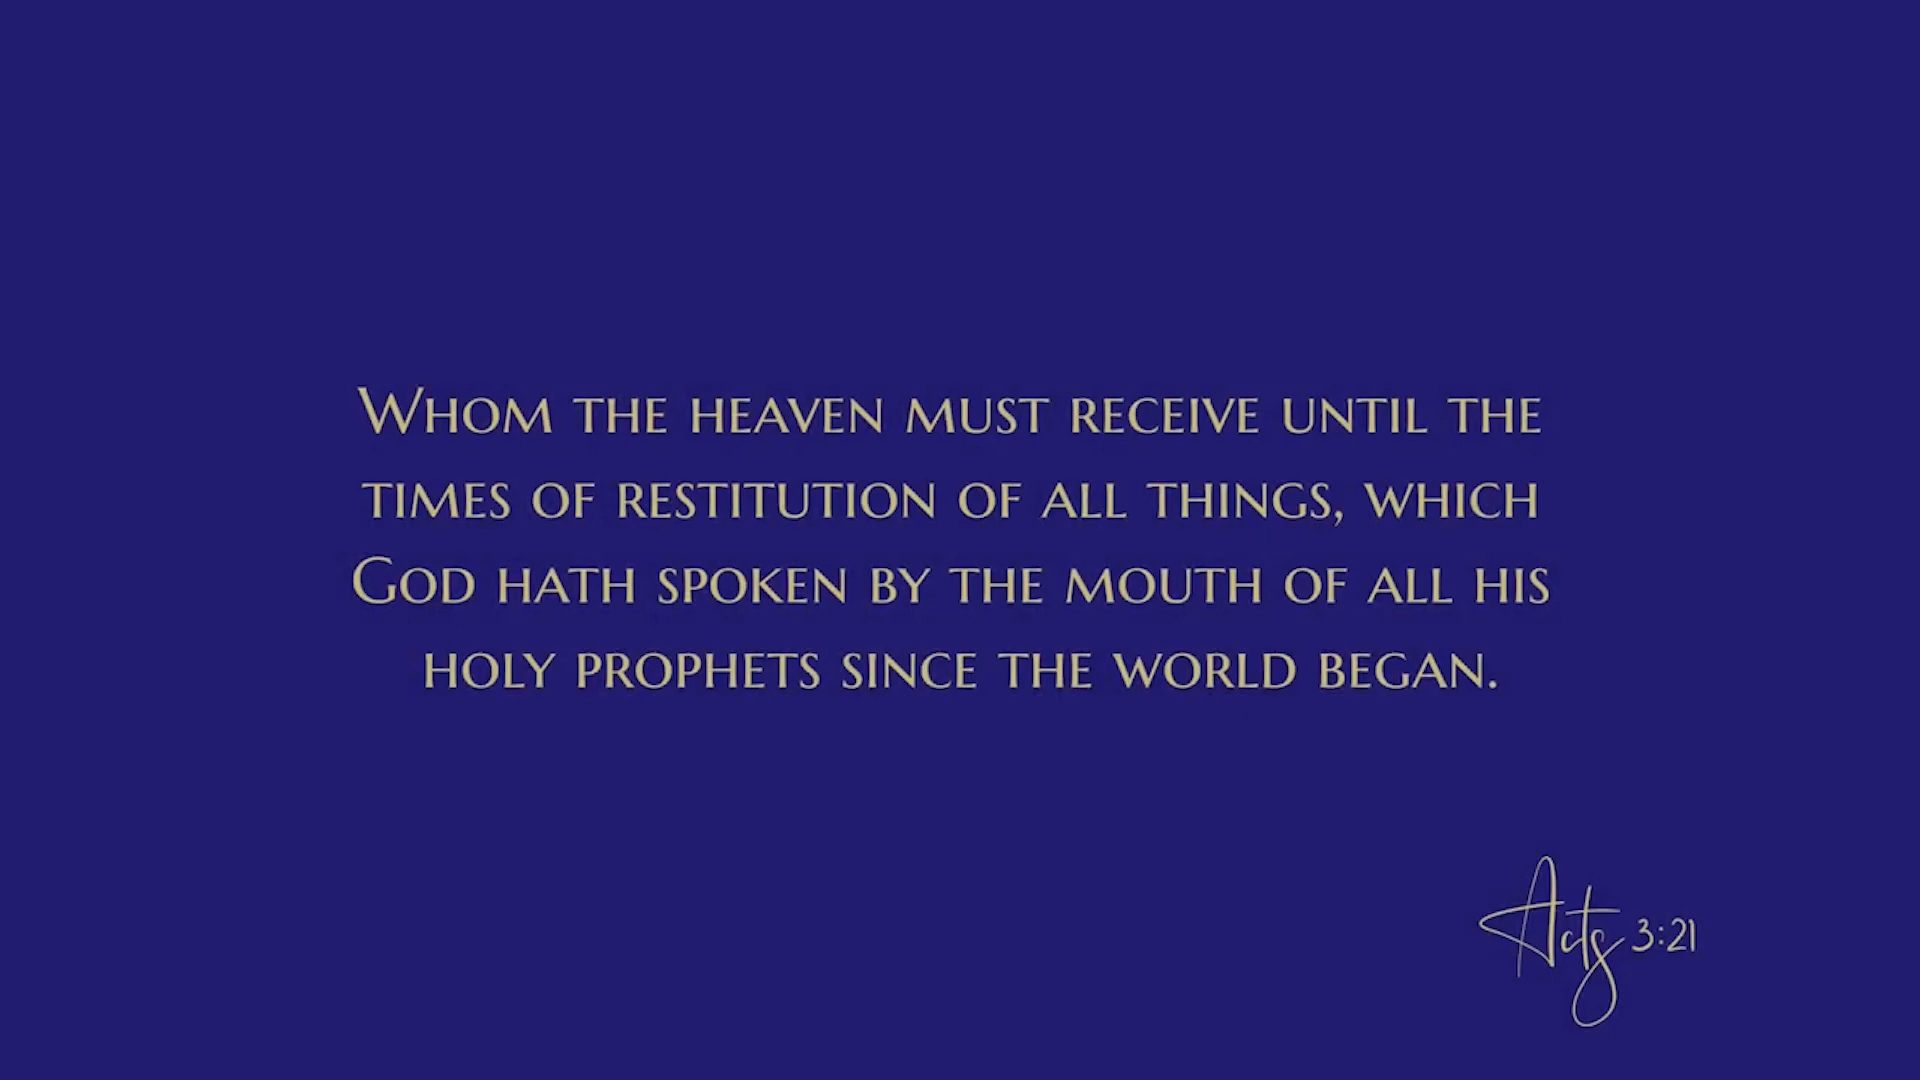 Whom the heaven must receive until the
times of restitution of all things, which
God hath spoken by the mouth of all his
holy prophets since the world began.
Acts 3:21